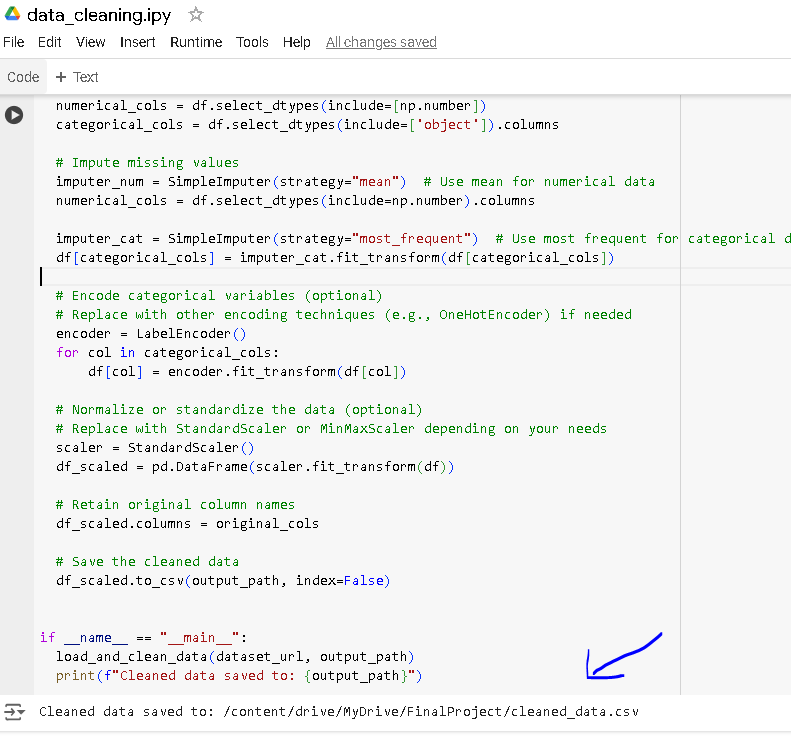 data_cleaning.ipy
File Edit View Insert Runtime Tools Help All changes saved
Code + Text
numerical_cols = df.select_dtypes(include=[np.number])
categorical_cols = df.select_dtypes(include=['object']).columns
# Impute missing values
imputer_num = SimpleImputer(strategy="mean")  # Use mean for numerical data
numerical_cols = df.select_dtypes(include=np.number).columns
imputer_cat = SimpleImputer(strategy="most_frequent")  # Use most frequent for categorical d
df[categorical_cols] = imputer_cat.fit_transform(df[categorical_cols])
# Encode categorical variables (optional)
# Replace with other encoding techniques (e.g., OneHotEncoder) if needed
encoder = LabelEncoder()
for col in categorical_cols:
    df[col] = encoder.fit_transform(df[col])
# Normalize or standardize the data (optional)
# Replace with StandardScaler or MinMaxScaler depending on your needs
scaler = StandardScaler()
df_scaled = pd.DataFrame(scaler.fit_transform(df))
# Retain original column names
df_scaled.columns = original_cols
# Save the cleaned data
df_scaled.to_csv(output_path, index=False)
if __name__ == "__main__":
  load_and_clean_data(dataset_url, output_path)
  print(f"Cleaned data saved to: {output_path}")
Cleaned data saved to: /content/drive/MyDrive/FinalProject/cleaned_data.csv